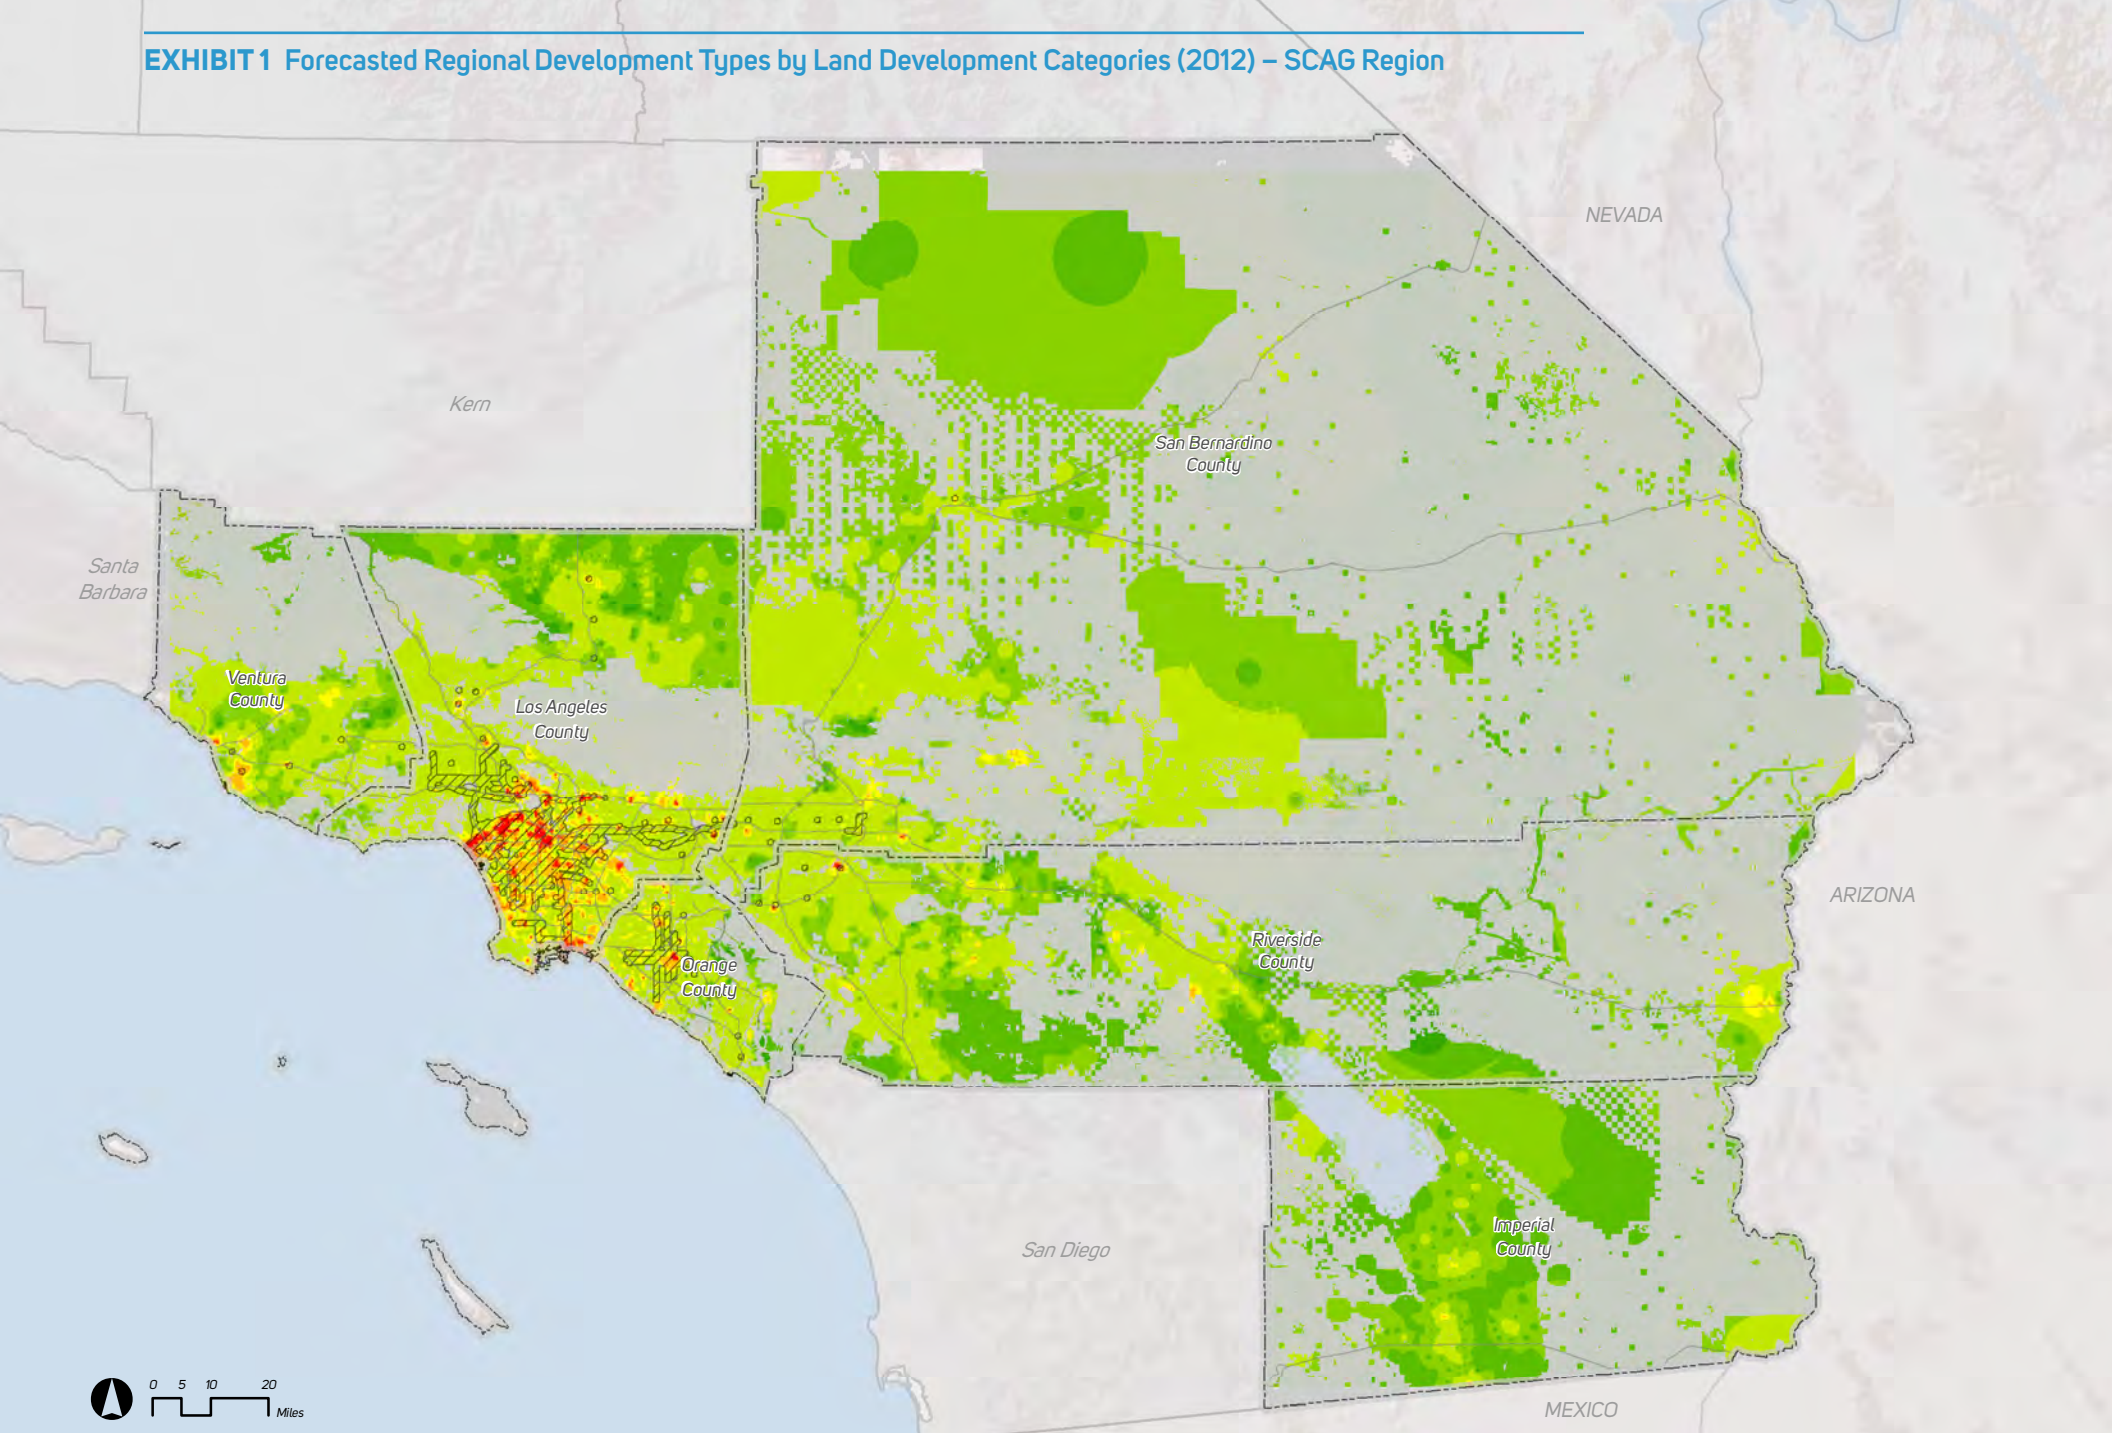 EXHIBIT 1 Forecasted Regional Development Types by Land Development Categories (2012) – SCAG Region
NEVADA
Kern
San Bernardino
County
Santa
Barbara
Ventura
County
Los Angeles
County
ARIZONA
Riverside
County
Orange
County
Imperial
County
San Diego
0 5 10 20
Miles
MEXICO